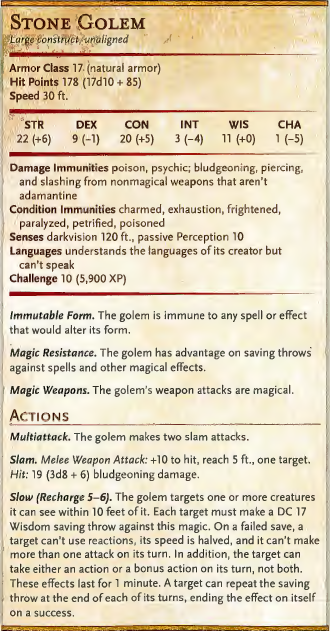 STONE GOLEM
Large construct, unaligned
Armor Class 17 (natural armor)
Hit Points 178 (17d10 + 85)
Speed 30 ft.
STR DEX CON INT WIS CHA
22 (+6) 9 (−1) 20 (+5) 3 (−4) 11 (+0) 1 (−5)
Damage Immunities poison, psychic; bludgeoning, piercing,
and slashing from nonmagical weapons that aren't
adamantine
Condition Immunities charmed, exhaustion, frightened,
paralyzed, petrified, poisoned
Senses darkvision 120 ft., passive Perception 10
Languages understands the languages of its creator but
can't speak
Challenge 10 (5,900 XP)
Immutable Form. The golem is immune to any spell or effect
that would alter its form.
Magic Resistance. The golem has advantage on saving throws
against spells and other magical effects.
Magic Weapons. The golem's weapon attacks are magical.
ACTIONS
Multiattack. The golem makes two slam attacks.
Slam. Melee Weapon Attack: +10 to hit, reach 5 ft., one target.
Hit: 19 (3d8 + 6) bludgeoning damage.
Slow (Recharge 5–6). The golem targets one or more creatures
it can see within 10 feet of it. Each target must make a DC 17
Wisdom saving throw against this magic. On a failed save, a
target can't use reactions, its speed is halved, and it can't make
more than one attack on its turn. In addition, the target can
take either an action or a bonus action on its turn, not both.
These effects last for 1 minute. A target can repeat the saving
throw at the end of each of its turns, ending the effect on itself
on a success.